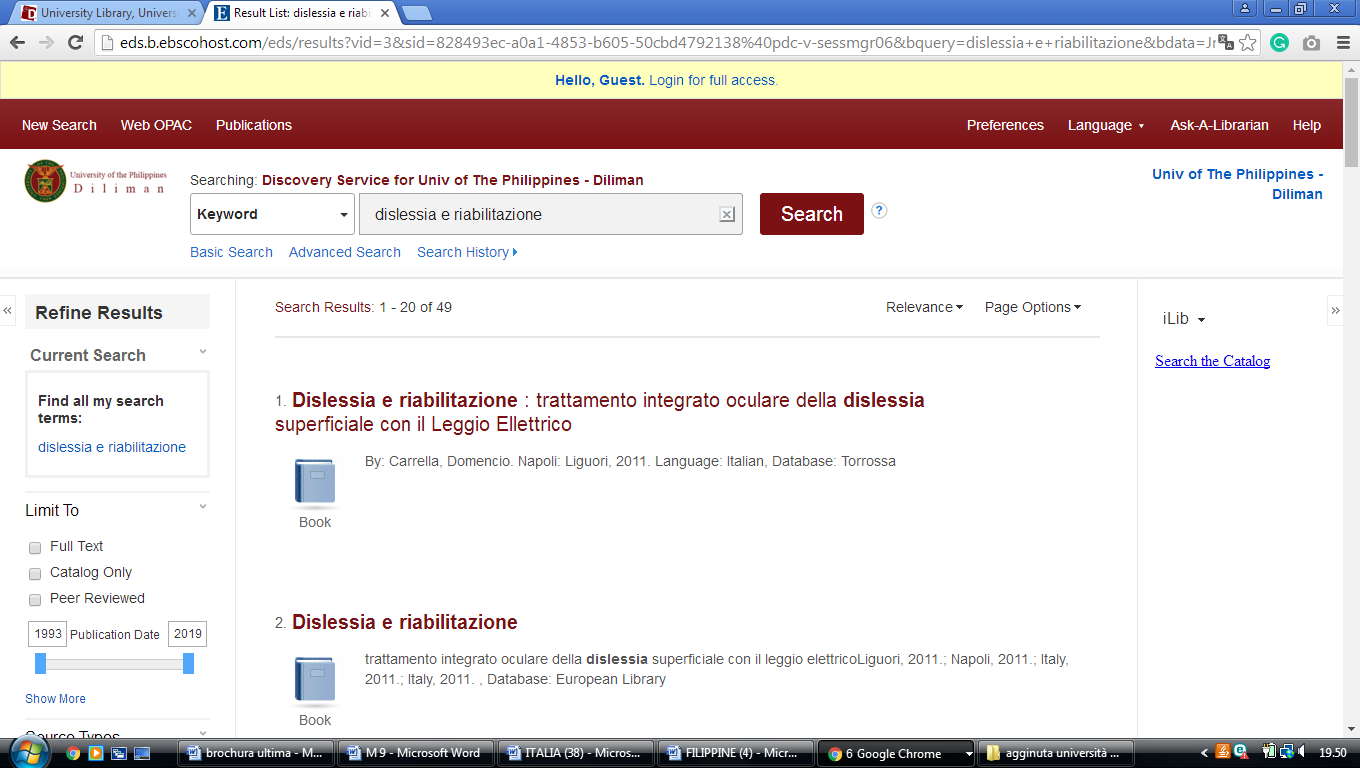 University Library, Univers
Result List: dislessia e riabi
eds.b.ebscohost.com/eds/results?vid=3&sid=828493ec-a0a1-4853-b605-50cbd4792138%40pdc-v-sessmgr06&bquery=dislessia+e+riabilitazione&bdata=Jr
Hello, Guest. Login for full access.
New Search Web OPAC Publications Preferences Language Ask-A-Librarian Help
University of the Philippines
Diliman
Searching: Discovery Service for Univ of The Philippines - Diliman
Univ of The Philippines -
Diliman
Keyword dislessia e riabilitazione Search ?
Basic Search Advanced Search Search History
Refine Results
Current Search
Find all my search
terms:
dislessia e riabilitazione
Limit To
Full Text
Catalog Only
Peer Reviewed
1993 Publication Date 2019
Show More
Source Types
Search Results: 1 - 20 of 49 Relevance Page Options
1. Dislessia e riabilitazione : trattamento integrato oculare della dislessia
superficiale con il Leggio Ellettrico
By: Carrella, Domencio. Napoli: Liguori, 2011. Language: Italian, Database: Torrossa
Book
2. Dislessia e riabilitazione
trattamento integrato oculare della dislessia superficiale con il leggio elettricoLiguori, 2011.; Napoli, 2011.; Italy,
2011.; Italy, 2011. , Database: European Library
Book
iLib
Search the Catalog
brochura ultima - M... M 9 - Microsoft Word ITALIA (38) - Micros... FILIPPINE (4) - Micr... 6 Google Chrome agginuta università ... 19.50